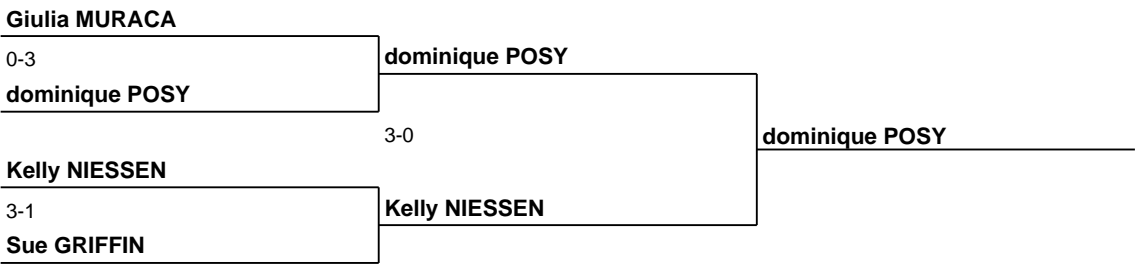 Giulia MURACA
0-3
dominique POSY
dominique POSY
3-0
dominique POSY
Kelly NIESSEN
3-1
Kelly NIESSEN
Sue GRIFFIN